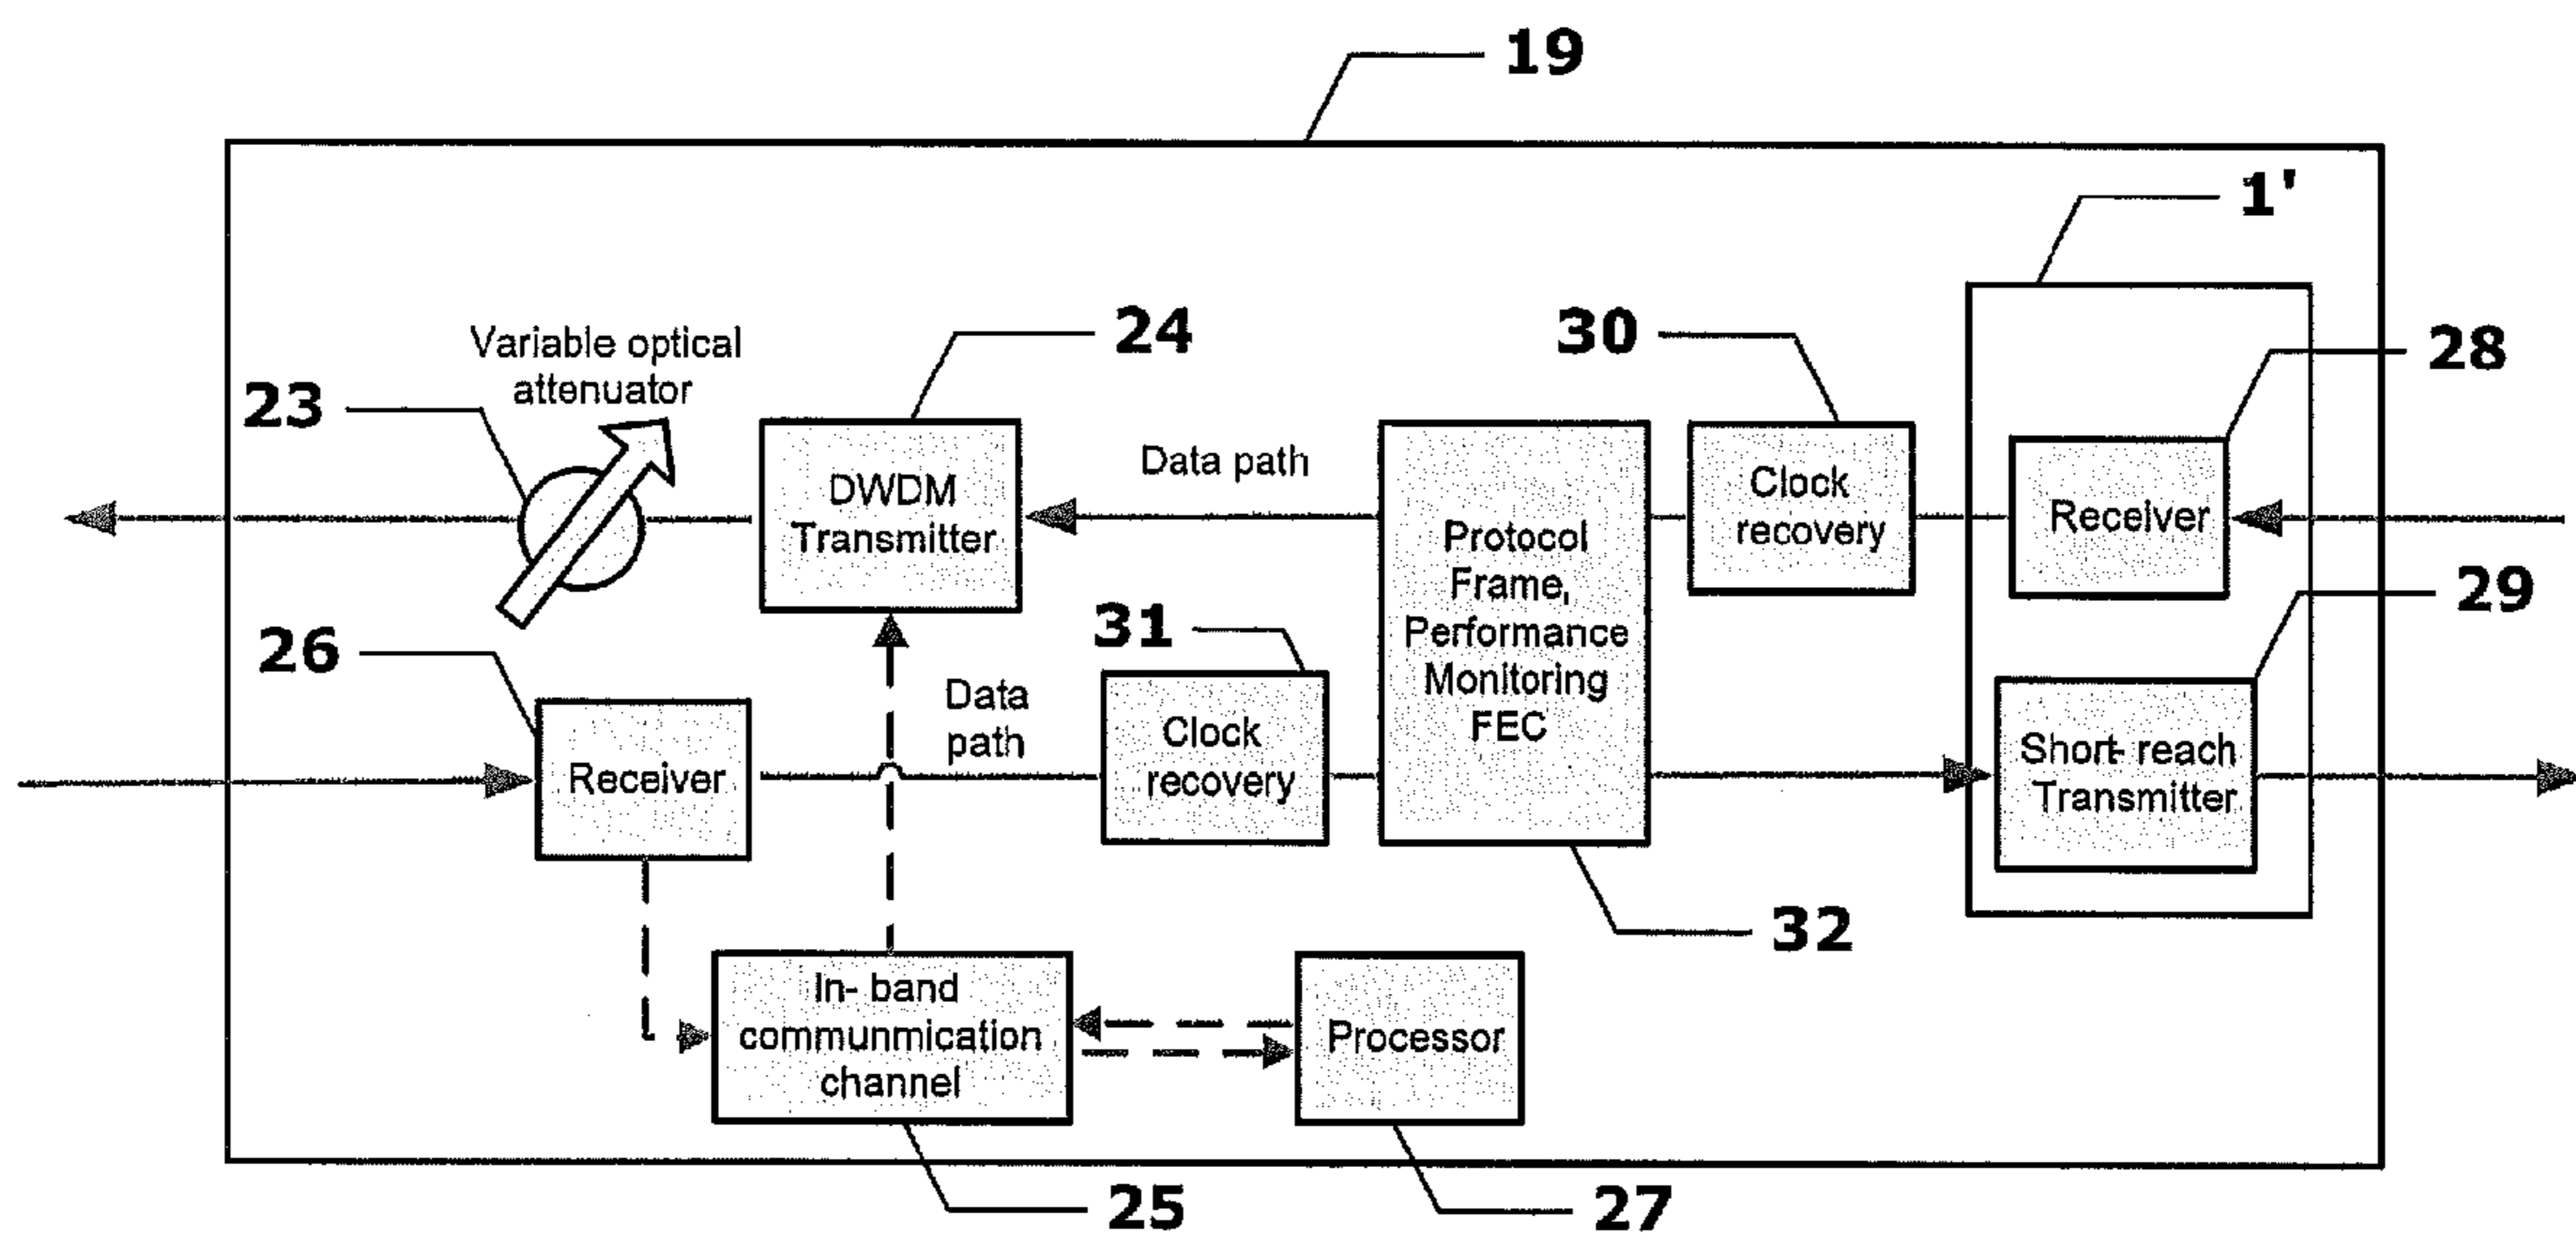 19
1'
Variable optical
attenuator
23
24
30
28
DWDM
Transmitter
Data path
Clock
recovery
Receiver
Protocol
Frame,
Performance
Monitoring
FEC
26
31
29
Receiver
Data
path
Clock
recovery
Short- reach
Transmitter
32
In- band
communmication
channel
Processor
25
27